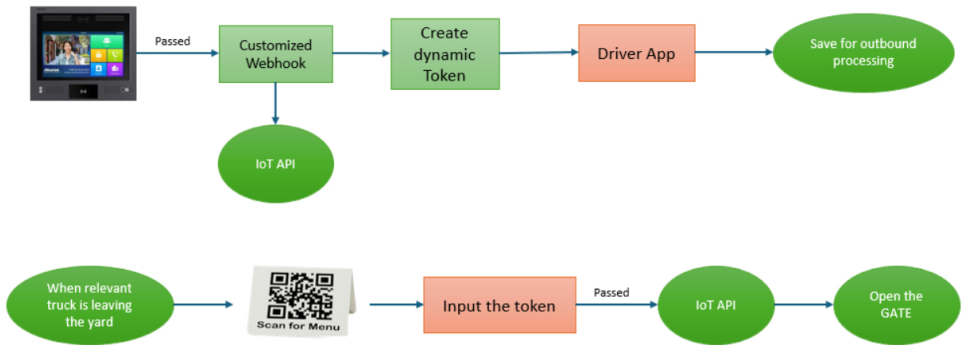 Passed
Customized
Webhook
Create
dynamic
Token
Driver App
Save for outbound
processing
IoT API
When relevant
truck is leaving
the yard
Scan for Menu
Input the token
Passed
IoT API
Open the
GATE